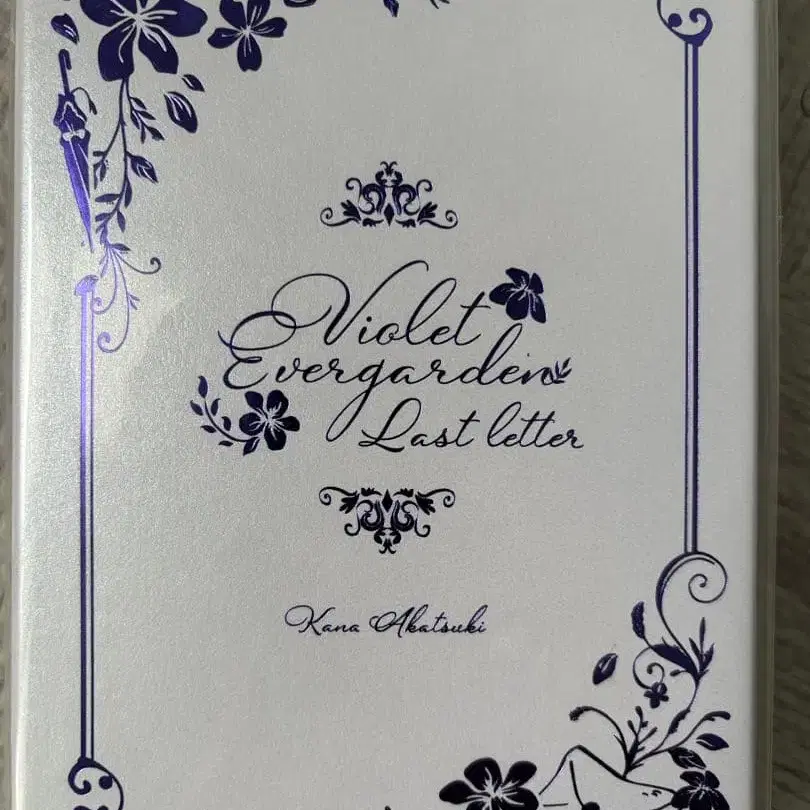 Violet
Evergarden
Last letter
Kana Akatsuki